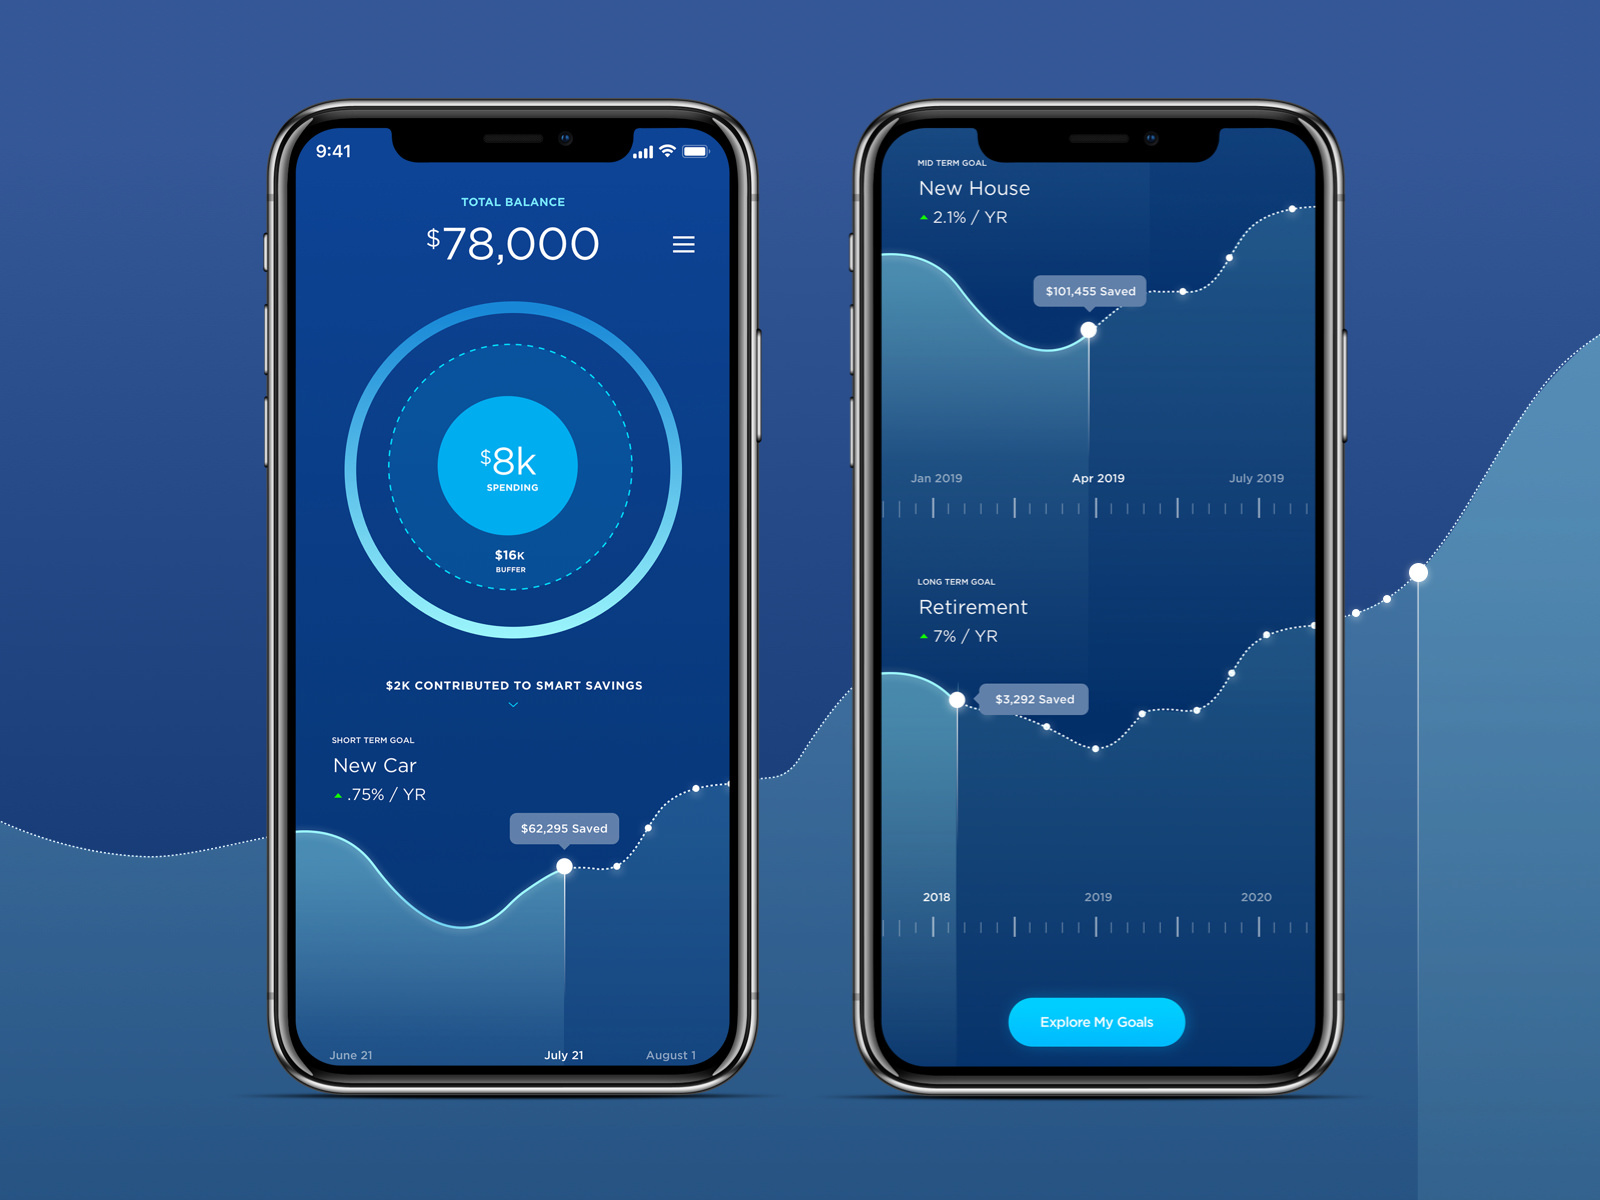 9:41
TOTAL BALANCE
$78,000
$8k
SPENDING
$16K
BUFFER
$2K CONTRIBUTED TO SMART SAVINGS
SHORT TERM GOAL
New Car
.75% / YR
$62,295 Saved
June 21 July 21 August 1
MID TERM GOAL
New House
2.1% / YR
$101,455 Saved
Jan 2019 Apr 2019 July 2019
LONG TERM GOAL
Retirement
7% / YR
$3,292 Saved
2018 2019 2020
Explore My Goals